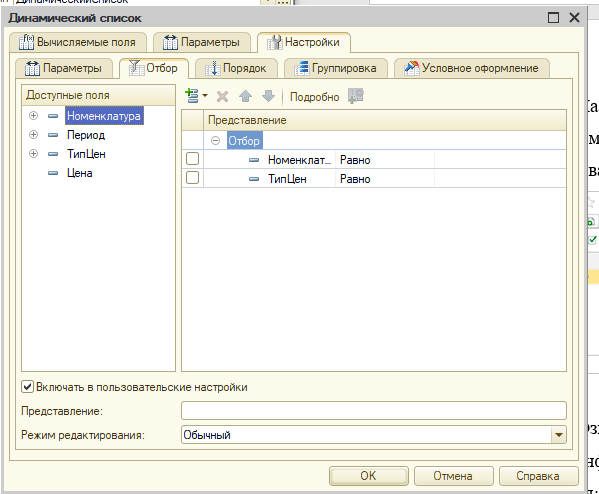 Динамический список
Вычисляемые поля Параметры Настройки
Параметры Отбор Порядок Группировка Условное оформление
Доступные поля
Номенклатура
Период
ТипЦен
Цена
Подробно
Представление
Отбор
Номенклат... Равно
ТипЦен Равно
Включать в пользовательские настройки
Представление:
Режим редактирования: Обычный
ОК Отмена Справка